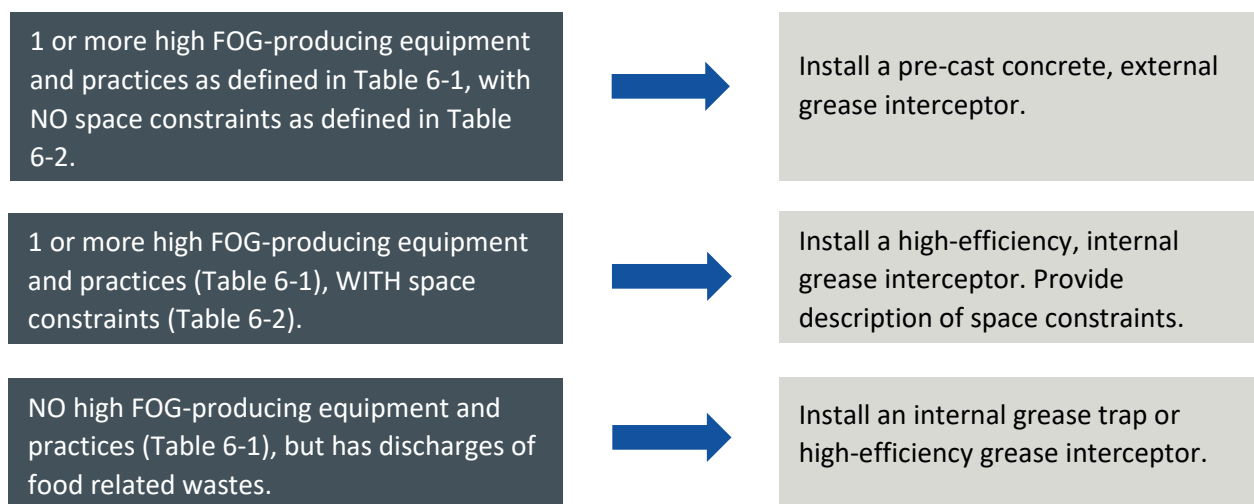 1 or more high FOG-producing equipment
and practices as defined in Table 6-1, with
NO space constraints as defined in Table
6-2.
Install a pre-cast concrete, external
grease interceptor.
1 or more high FOG-producing equipment
and practices (Table 6-1), WITH space
constraints (Table 6-2).
Install a high-efficiency, internal
grease interceptor. Provide
description of space constraints.
NO high FOG-producing equipment and
practices (Table 6-1), but has discharges of
food related wastes.
Install an internal grease trap or
high-efficiency grease interceptor.